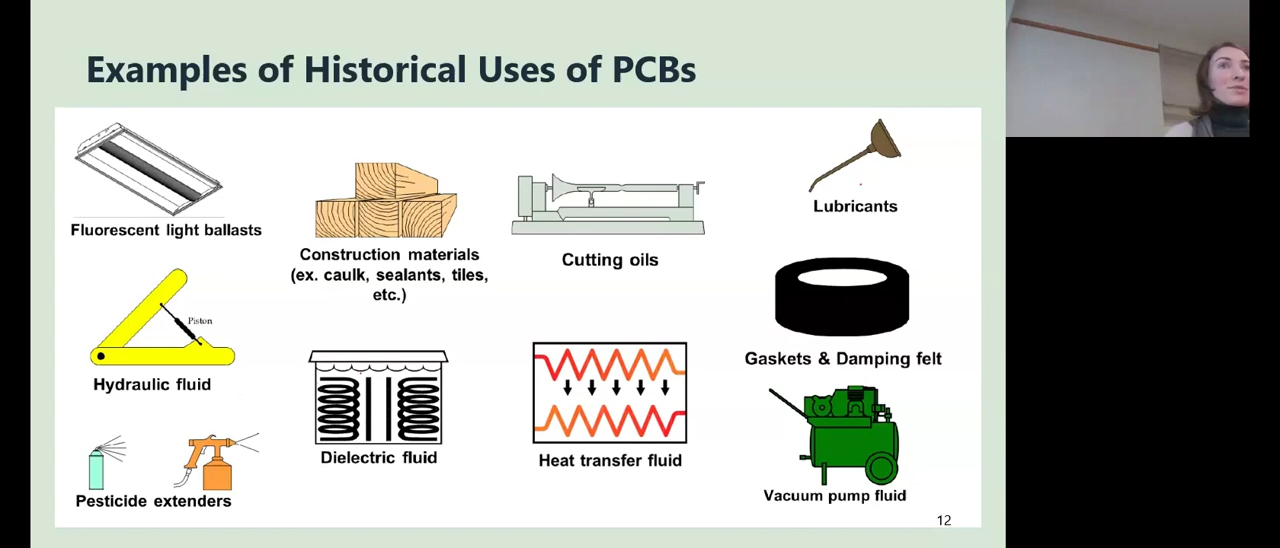 Examples of Historical Uses of PCBs
Fluorescent light ballasts
Construction materials
(ex. caulk, sealants, tiles,
etc.)
Cutting oils
Lubricants
Piston
Hydraulic fluid
Dielectric fluid
Heat transfer fluid
Gaskets & Damping felt
Pesticide extenders
Vacuum pump fluid
12